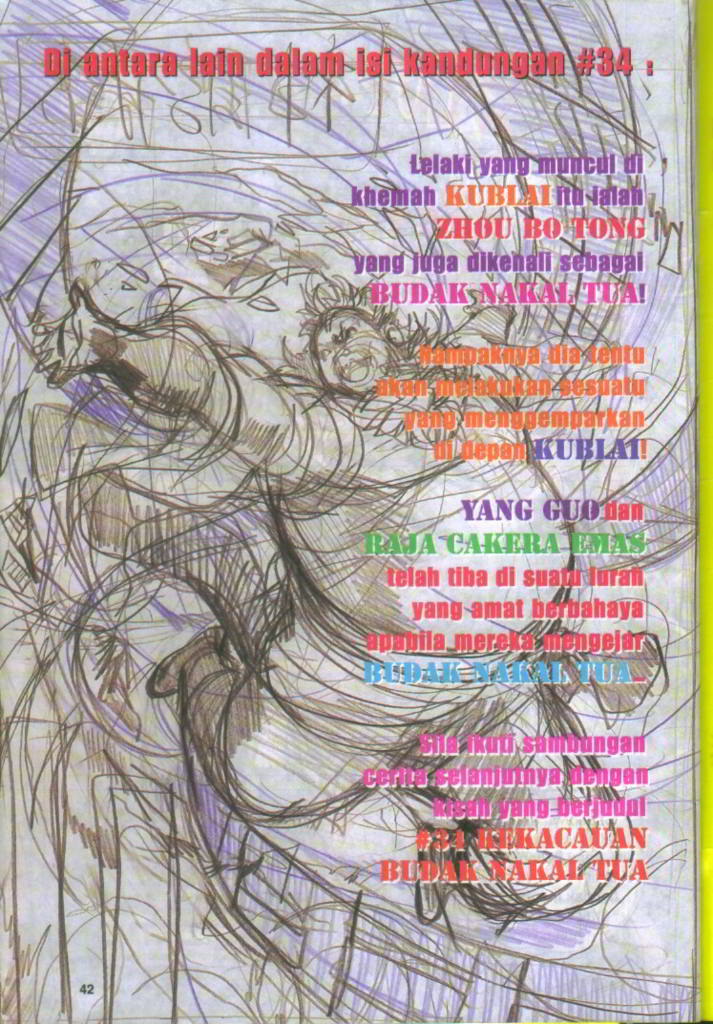 Di antara lain dalam isi kandungan #34 :
Lelaki yang muncul di
khemah KUBLAI itu ialah
ZHOU BO TONG
yang juga dikenali sebagai
BUDAK NAKAL TUA!
Nampaknya dia tentu
akan melakukan sesuatu
yang menggemparkan
di depan KUBLAI!
YANG GUO dan
RAJA CAKERA EMAS
telah tiba di suatu lurah
yang amat berbahaya
apabila mereka mengejar
BUDAK NAKAL TUA...
Sila ikuti sambungan
cerita selanjutnya dengan
kisah yang berjudul
#34 KEKACAUAN
BUDAK NAKAL TUA
42